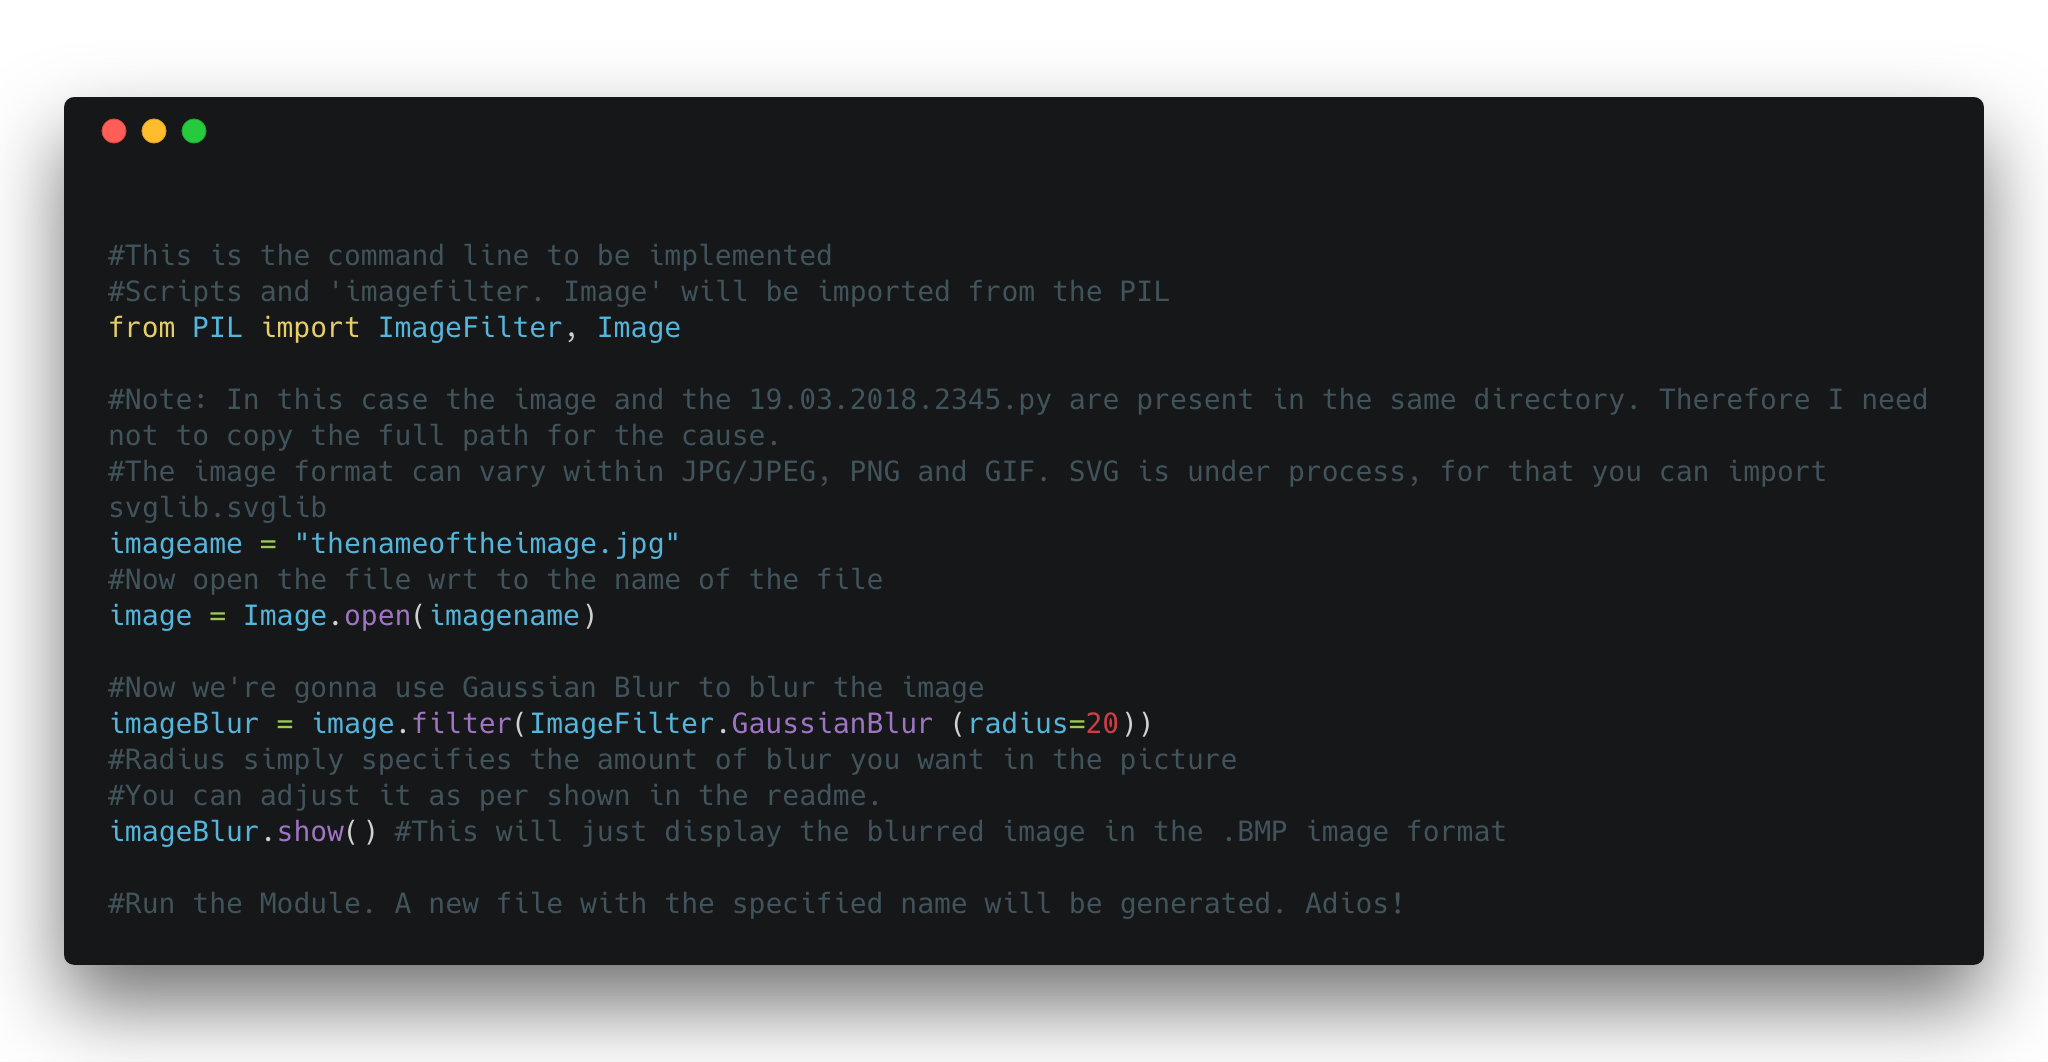 #This is the command line to be implemented
#Scripts and 'imagefilter. Image' will be imported from the PIL
from PIL import ImageFilter, Image
#Note: In this case the image and the 19.03.2018.2345.py are present in the same directory. Therefore I need
not to copy the full path for the cause.
#The image format can vary within JPG/JPEG, PNG and GIF. SVG is under process, for that you can import
svglib.svglib
imageame = "thenameoftheimage.jpg"
#Now open the file wrt to the name of the file
image = Image.open(imagename)
#Now we're gonna use Gaussian Blur to blur the image
imageBlur = image.filter(ImageFilter.GaussianBlur (radius=20))
#Radius simply specifies the amount of blur you want in the picture
#You can adjust it as per shown in the readme.
imageBlur.show() #This will just display the blurred image in the .BMP image format
#Run the Module. A new file with the specified name will be generated. Adios!